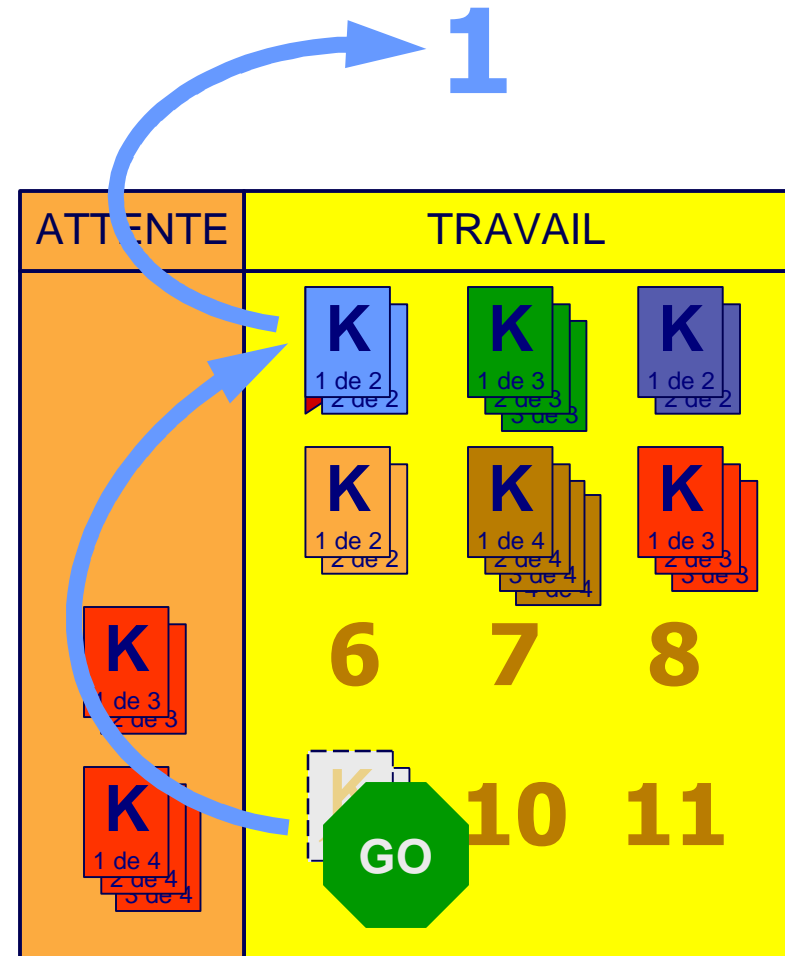 1
ATTENTE TRAVAIL
K K K
1 de 2 1 de 3 1 de 2
2 de 2 2 de 3 2 de 2
3 de 3
K K K
1 de 2 1 de 4 1 de 3
2 de 2 2 de 4 2 de 3
3 de 4 3 de 3
4 de 4
K 6 7 8
1 de 3
2 de 3
K K 10 11
1 de 4 GO
2 de 4
3 de 4